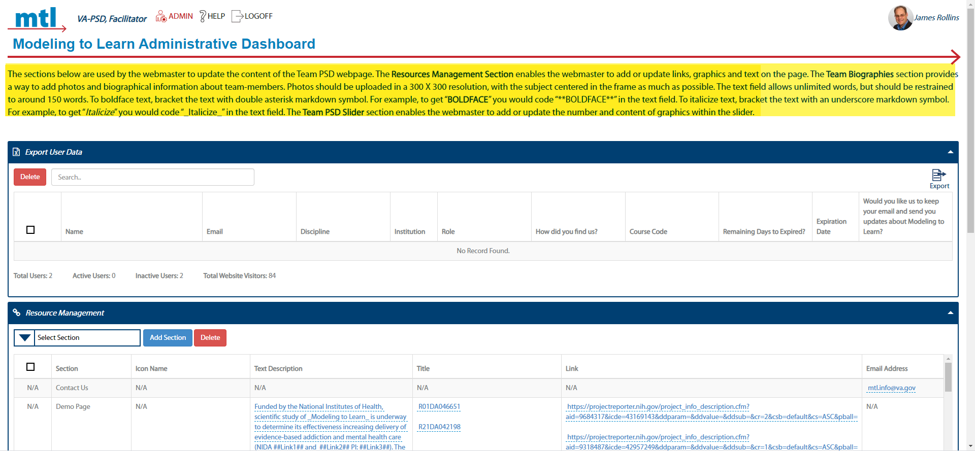 mtl VA-PSD, Facilitator ADMIN HELP LOGOFF James Rollins
Modeling to Learn Administrative Dashboard
The sections below are used by the webmaster to update the content of the Team PSD webpage. The Resources Management Section enables the webmaster to add or update links, graphics and text on the page. The Team Biographies section provides
a way to add photos and biographical information about team-members. Photos should be uploaded in a 300 X 300 resolution, with the subject centered in the frame as much as possible. The text field allows unlimited words, but should be restrained
to around 150 words. To boldface text, bracket the text with double asterisk markdown symbol. For example, to get "BOLDFACE" you would code "**BOLDFACE**" in the text field. To italicize text, bracket the text with an underscore markdown symbol.
For example, to get "Italicize" you would code "_Italicize_" in the text field. The Team PSD Slider section enables the webmaster to add or update the number and content of graphics within the slider.
Export User Data
Delete Search.. Export
Name Email Discipline Institution Role How did you find us? Course Code Remaining Days to Expired? Expiration Date Would you like us to keep your email and send you updates about Modeling to Learn?
No Record Found.
Total Users: 2 Active Users: 0 Inactive Users: 2 Total Website Visitors: 84
Resource Management
Select Section Add Section Delete
Section Icon Name Text Description Title Link Email Address
N/A Contact Us N/A N/A N/A N/A mtl.info@va.gov
N/A Demo Page N/A Funded by the National Institutes of Health, R01DA046651 https://projectreporter.nih.gov/project_info_description.cfm? N/A
scientific study of _Modeling to Learn_ is underway aid=9684317&icde=43169143&ddparam=&ddvalue=&ddsub=&cr=2&csb=default&cs=ASC&pball=
to determine its effectiveness increasing delivery of R21DA042198
evidence-based addiction and mental health care https://projectreporter.nih.gov/project_info_description.cfm?
(NIDA ##Link1## and ##Link2## PI: ##Link3##). The aid=9318487&icde=42957249&ddparam=&ddvalue=&ddsub=&cr=1&csb=default&cs=ASC&pball=